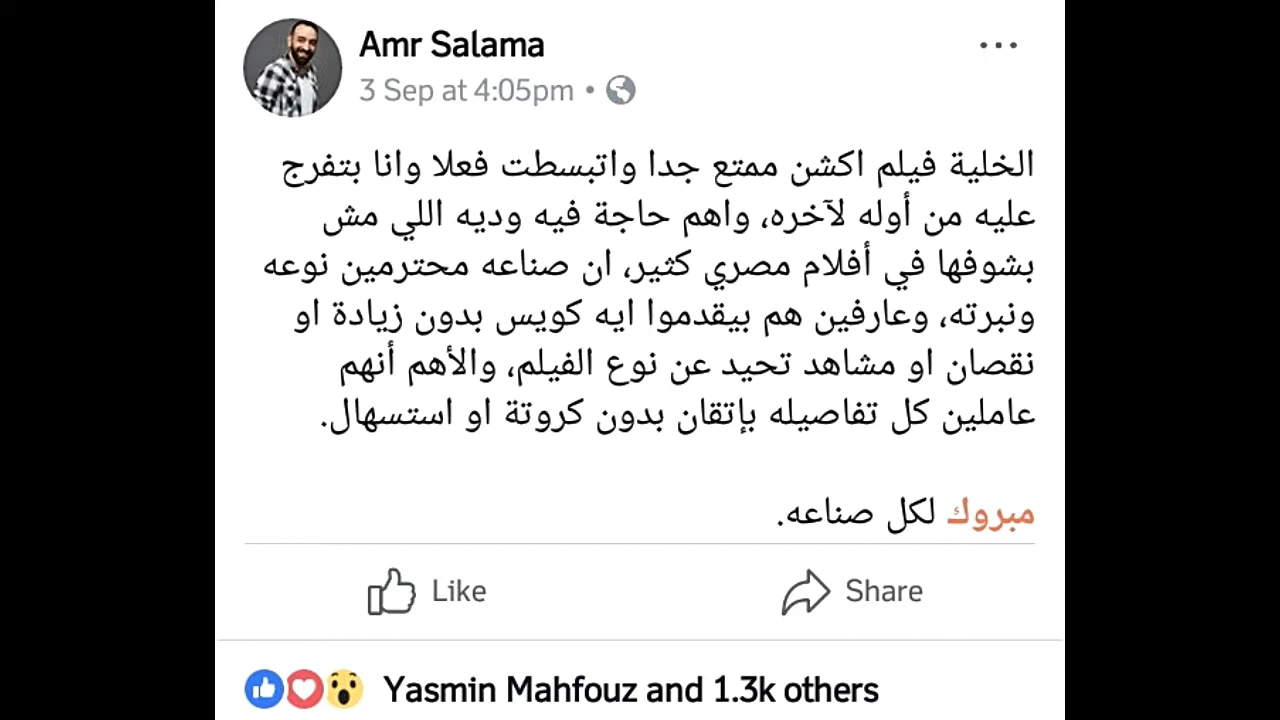 Amr Salama
3 Sep at 4:05pm •
الخلية فيلم اكشن ممتع جدا واتبسطت فعلا وانا بتفرج
عليه من أوله لآخره، واهم حاجة فيه وديه اللي مش
بشوفها في أفلام مصري كثير، ان صناعه محترمين نوعه
ونبرته، وعارفين هم بيقدموا ايه كويس بدون زيادة او
نقصان او مشاهد تحيد عن نوع الفيلم، والأهم أنهم
عاملين كل تفاصيله بإتقان بدون كروتة او استسهال.
مبروك لكل صناعه.
Like Share
Yasmin Mahfouz and 1.3k others